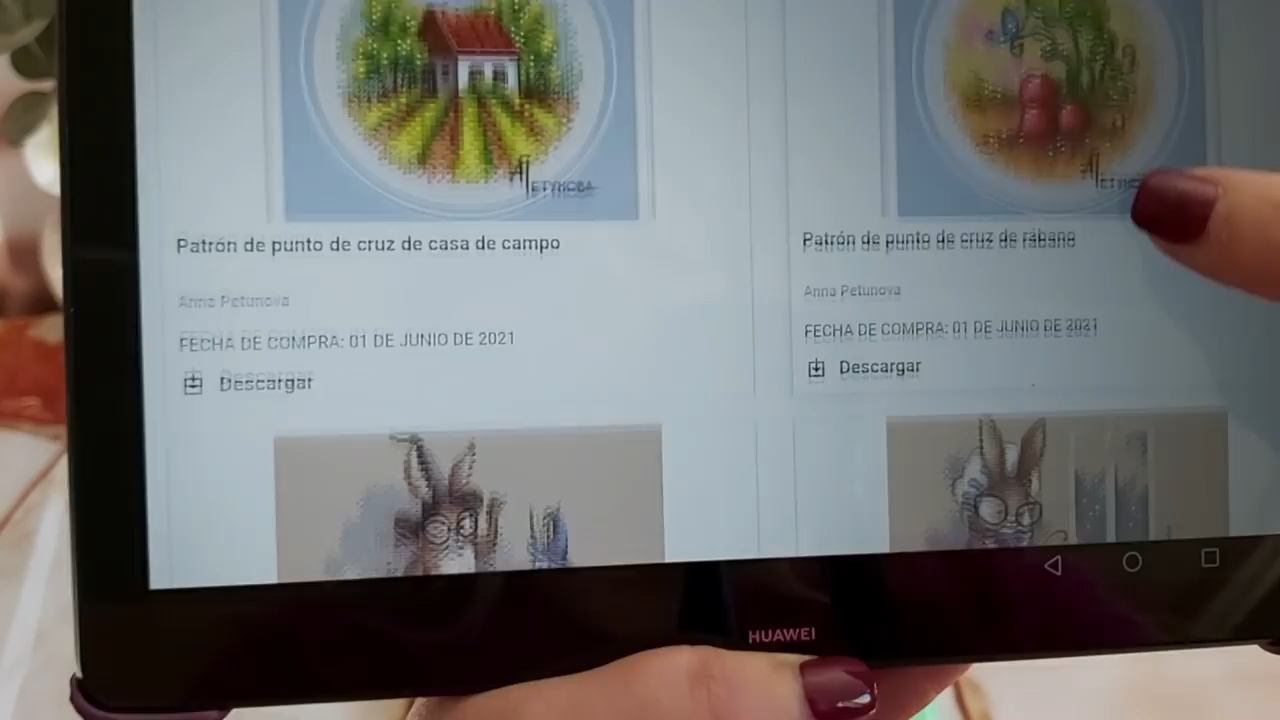 Patrón de punto de cruz de casa de campo
Anna Petunova
FECHA DE COMPRA: 01 DE JUNIO DE 2021
Descargar
Patrón de punto de cruz de rábano
Anna Petunova
FECHA DE COMPRA: 01 DE JUNIO DE 2021
Descargar
HUAWEI